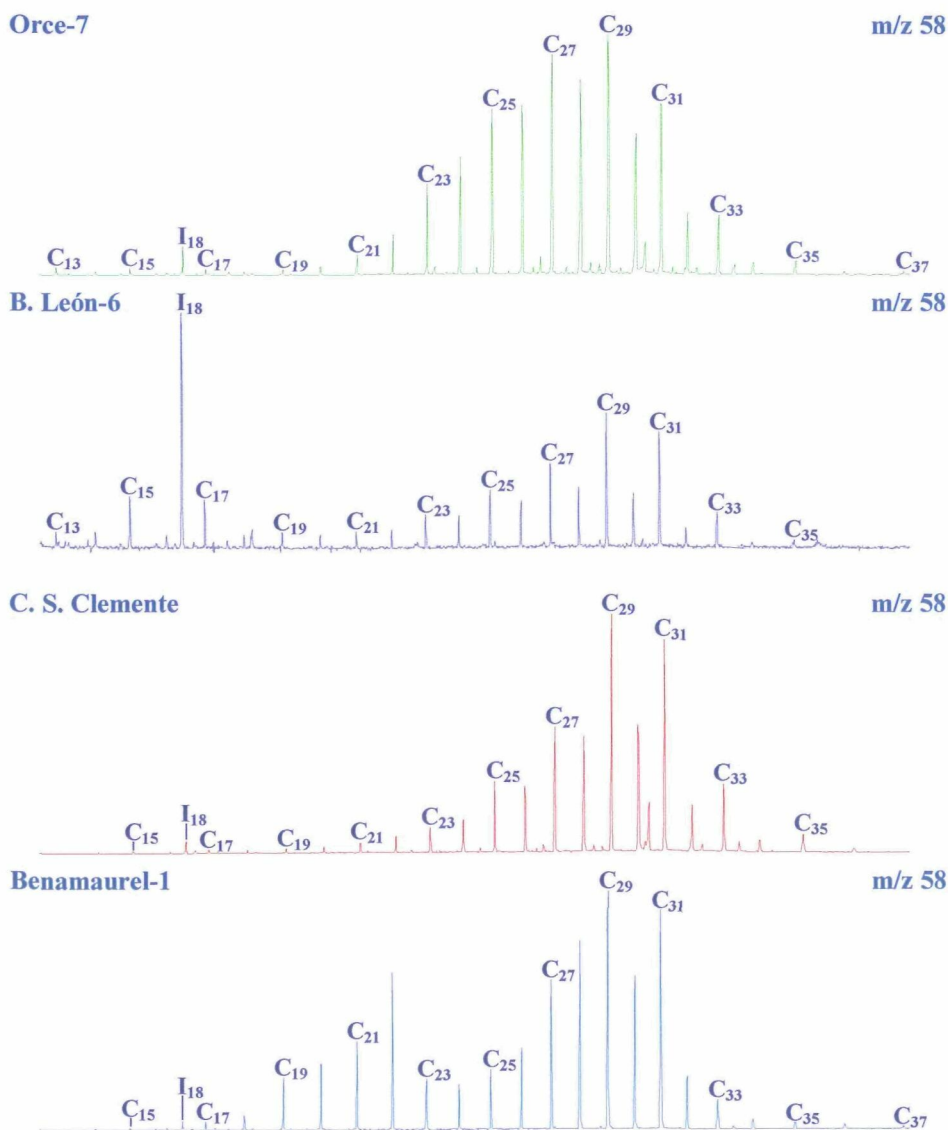 Orce-7 m/z 58
C29
C27
C31
C25
C23
C33
I18
C21
C13 C15 C17 C19 C35 C37
B. León-6 m/z 58
I18
C29
C31
C27
C15 C17 C25
C23 C33
C13 C19 C21 C35
C. S. Clemente m/z 58
C29
C31
C27
C25 C33
I18
C15 C17 C19 C21 C23 C35
Benamaurel-1 m/z 58
C29
C31
C27
C21
C19 C23 C25
I18 C33
C15 C17 C35 C37